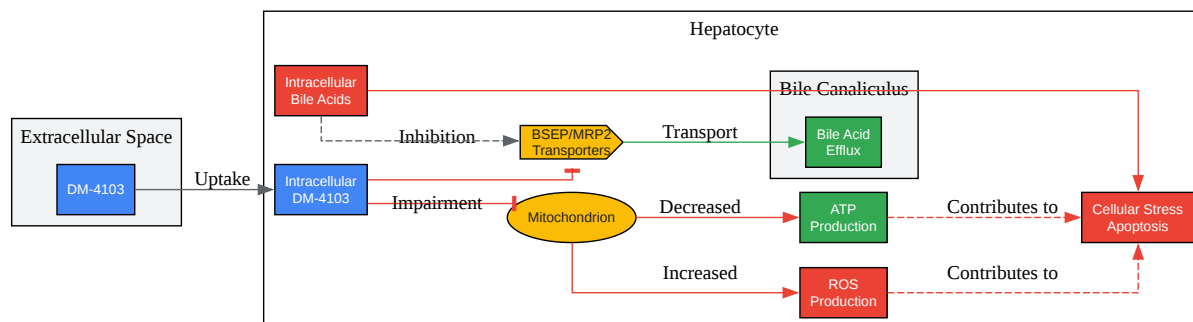 Hepatocyte
Intracellular
Bile Acids
Bile Canaliculus
Extracellular Space
Inhibition
BSEP/MRP2
Transporters
Transport
Bile Acid
Efflux
DM-4103
Uptake
Intracellular
DM-4103
Impairment
Mitochondrion
Decreased
ATP
Production
Contributes to
Cellular Stress
Apoptosis
Increased
ROS
Production
Contributes to